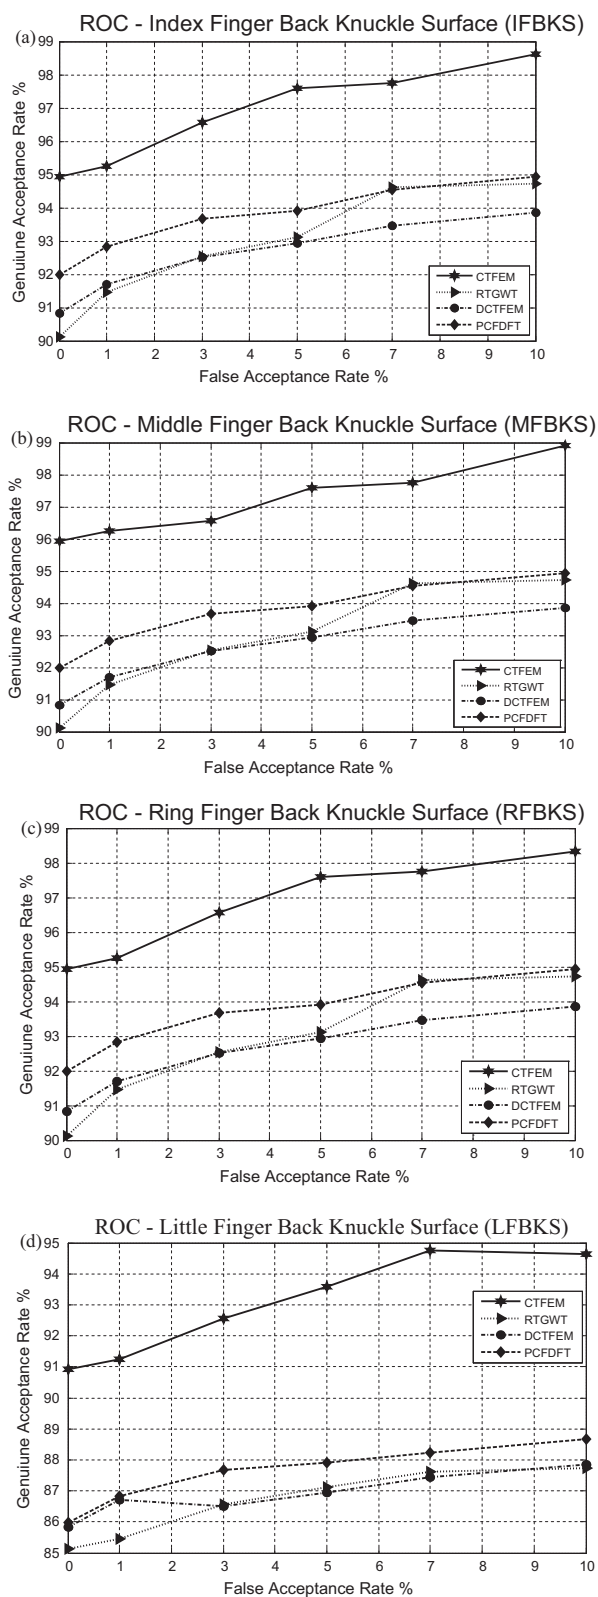 (a)
ROC - Index Finger Back Knuckle Surface (IFBKS)
99
98
97
96
95
94
93
92
91
90
Genuiune Acceptance Rate %
CTFEM
RTGWT
DCTFEM
PCFDFT
0 1 2 3 4 5 6 7 8 9 10
False Acceptance Rate %
(b)
ROC - Middle Finger Back Knuckle Surface (MFBKS)
99
98
97
96
95
94
93
92
91
90
Genuiune Acceptance Rate %
CTFEM
RTGWT
DCTFEM
PCFDFT
0 1 2 3 4 5 6 7 8 9 10
False Acceptance Rate %
(c)
ROC - Ring Finger Back Knuckle Surface (RFBKS)
99
98
97
96
95
94
93
92
91
90
Genuiune Acceptance Rate %
CTFEM
RTGWT
DCTFEM
PCFDFT
0 1 2 3 4 5 6 7 8 9 10
False Acceptance Rate %
(d)
ROC - Little Finger Back Knuckle Surface (LFBKS)
95
94
93
92
91
90
89
88
87
86
85
Genuiune Acceptance Rate %
CTFEM
RTGWT
DCTFEM
PCFDFT
0 1 2 3 4 5 6 7 8 9 10
False Acceptance Rate %